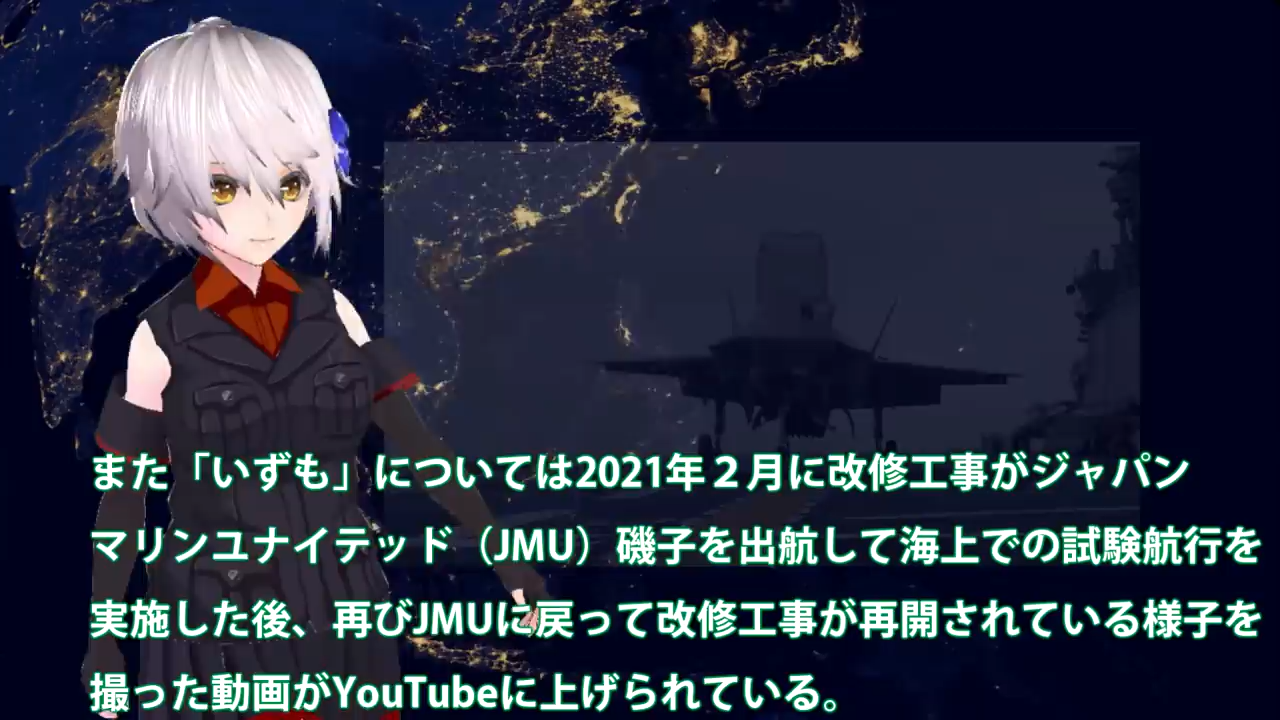 また「いずも」については2021年２月に改修工事がジャパン
マリンユナイテッド（JMU）磯子を出航して海上での試験航行を
実施した後、再びJMUに戻って改修工事が再開されている様子を
撮った動画がYouTubeに上げられている。